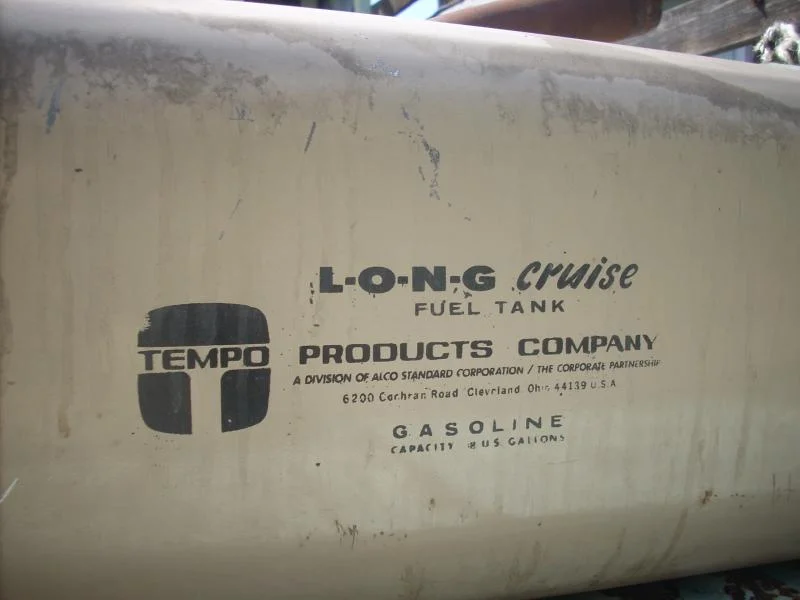 L-O-N-G cruise
FUEL TANK
TEMPO PRODUCTS COMPANY
A DIVISION OF ALCO STANDARD CORPORATION / THE CORPORATE PARTNERSHIP
6200 Cochran Road Cleveland Ohio 44139 U.S.A
GASOLINE
CAPACITY U.S GALLONS